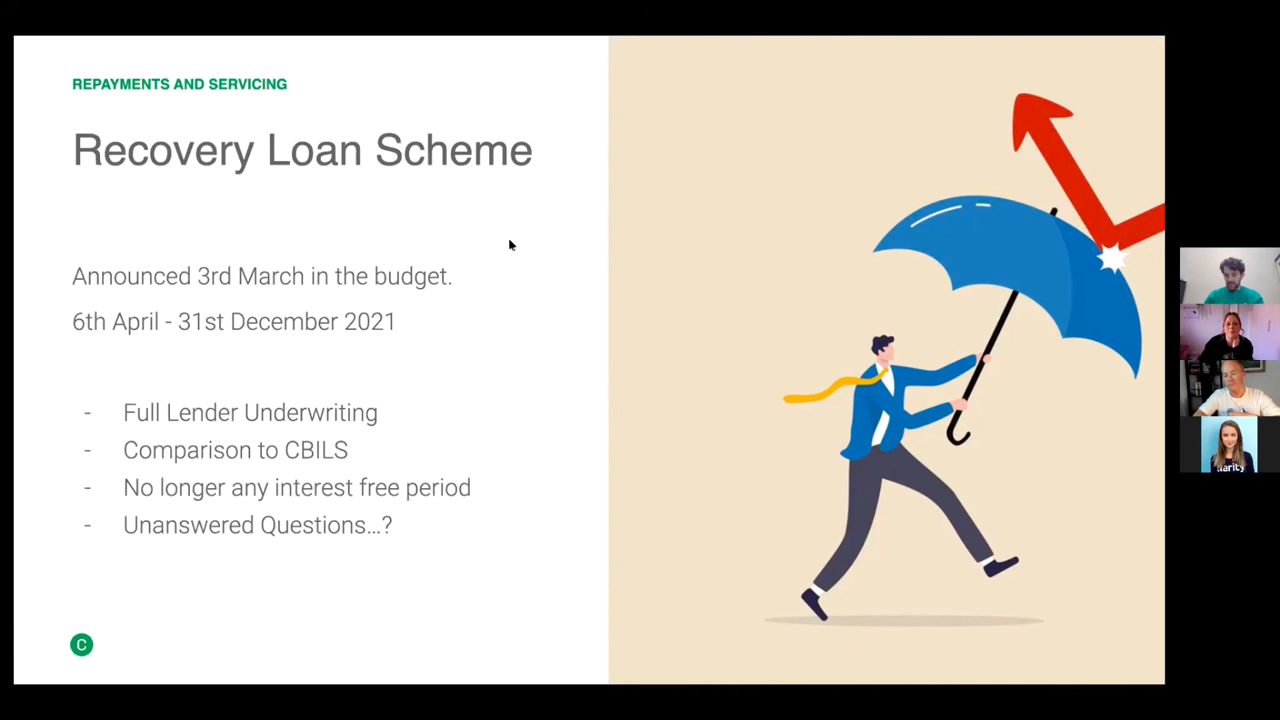 REPAYMENTS AND SERVICING
Recovery Loan Scheme
Announced 3rd March in the budget.
6th April - 31st December 2021
- Full Lender Underwriting
- Comparison to CBILS
- No longer any interest free period
- Unanswered Questions...?
C
larity